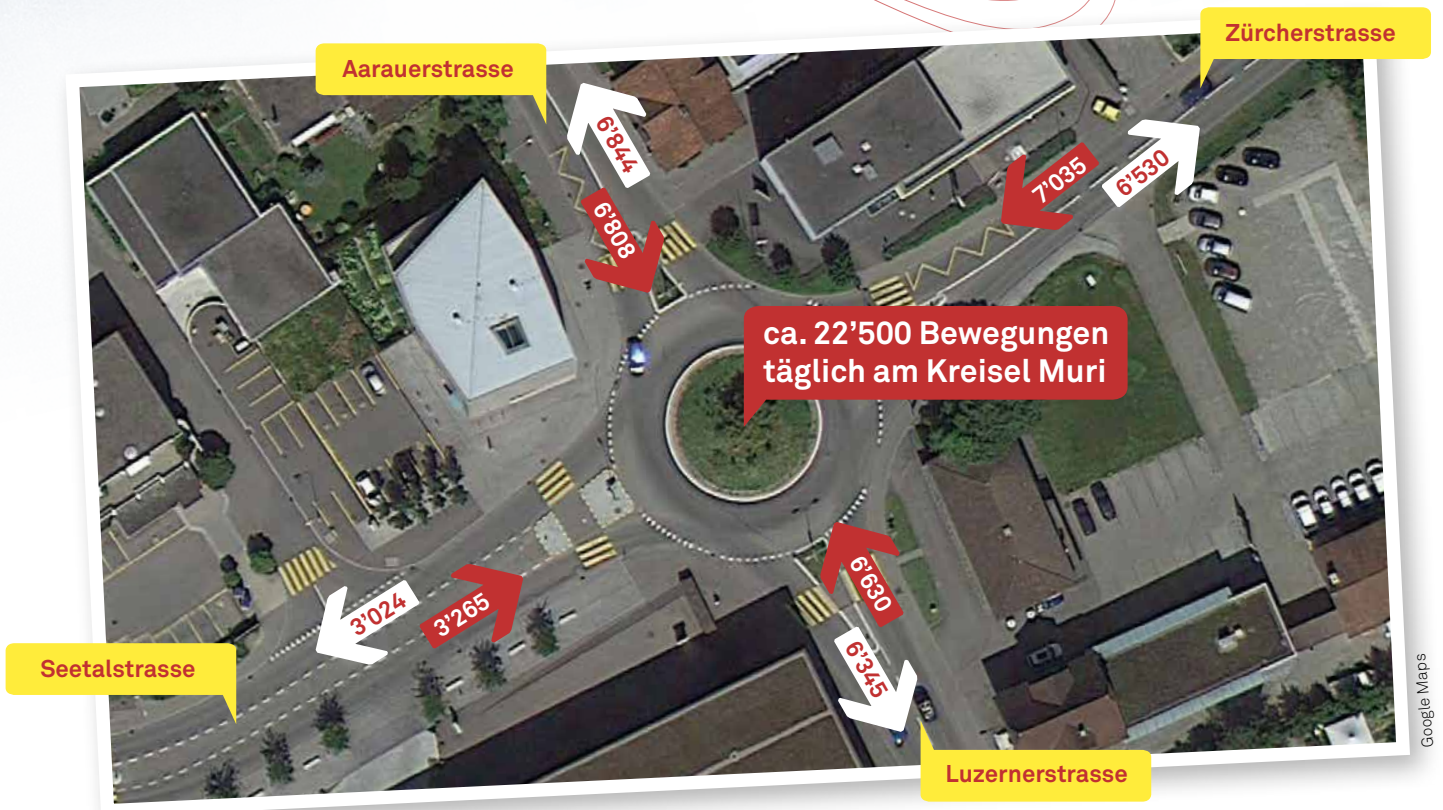 Zürcherstrasse
Aarauerstrasse
6’844
6’808
7’035
6’530
ca. 22’500 Bewegungen
täglich am Kreisel Muri
3’024
3’265
6’630
6’345
Seetalstrasse
Luzernerstrasse
Google Maps